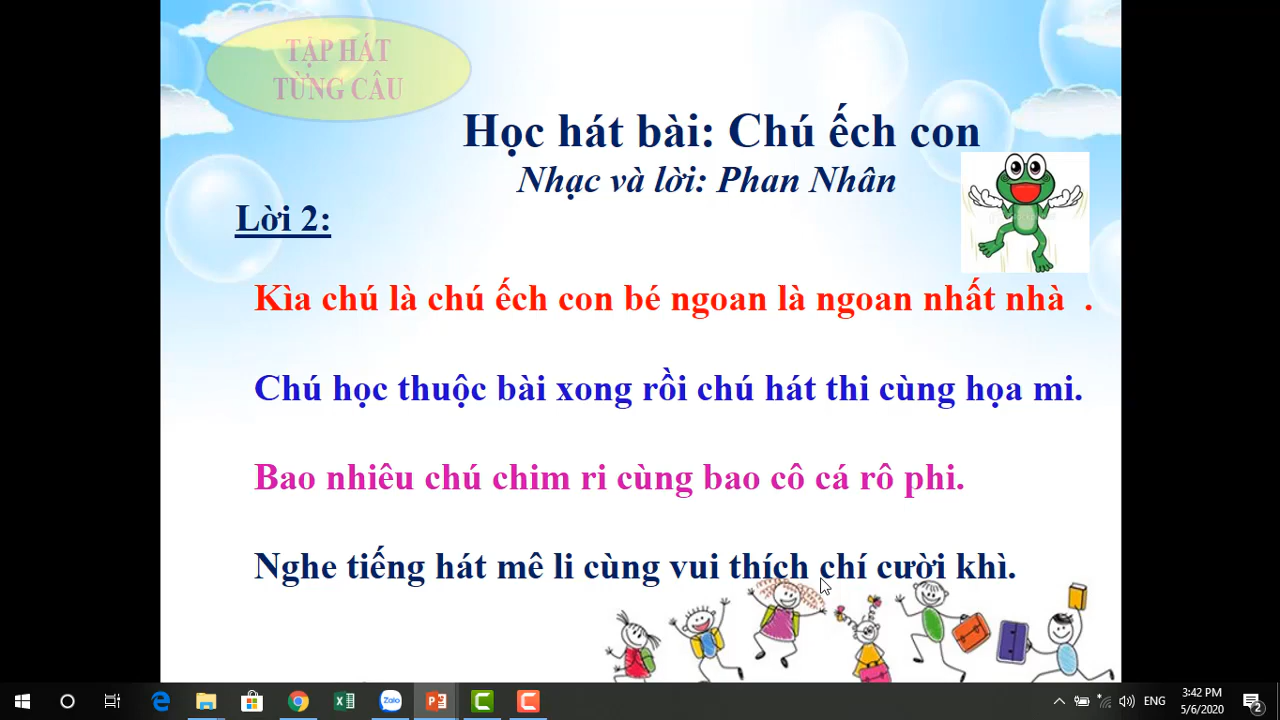 TẬP HÁT
TỪNG CÂU
Học hát bài: Chú ếch con
Nhạc và lời: Phan Nhân
Lời 2:
Kìa chú là chú ếch con bé ngoan là ngoan nhất nhà .
Chú học thuộc bài xong rồi chú hát thi cùng họa mi.
Bao nhiêu chú chim ri cùng bao cô cá rô phi.
Nghe tiếng hát mê li cùng vui thích chí cười khì.
Zalo
ENG
3:42 PM
5/6/2020
2